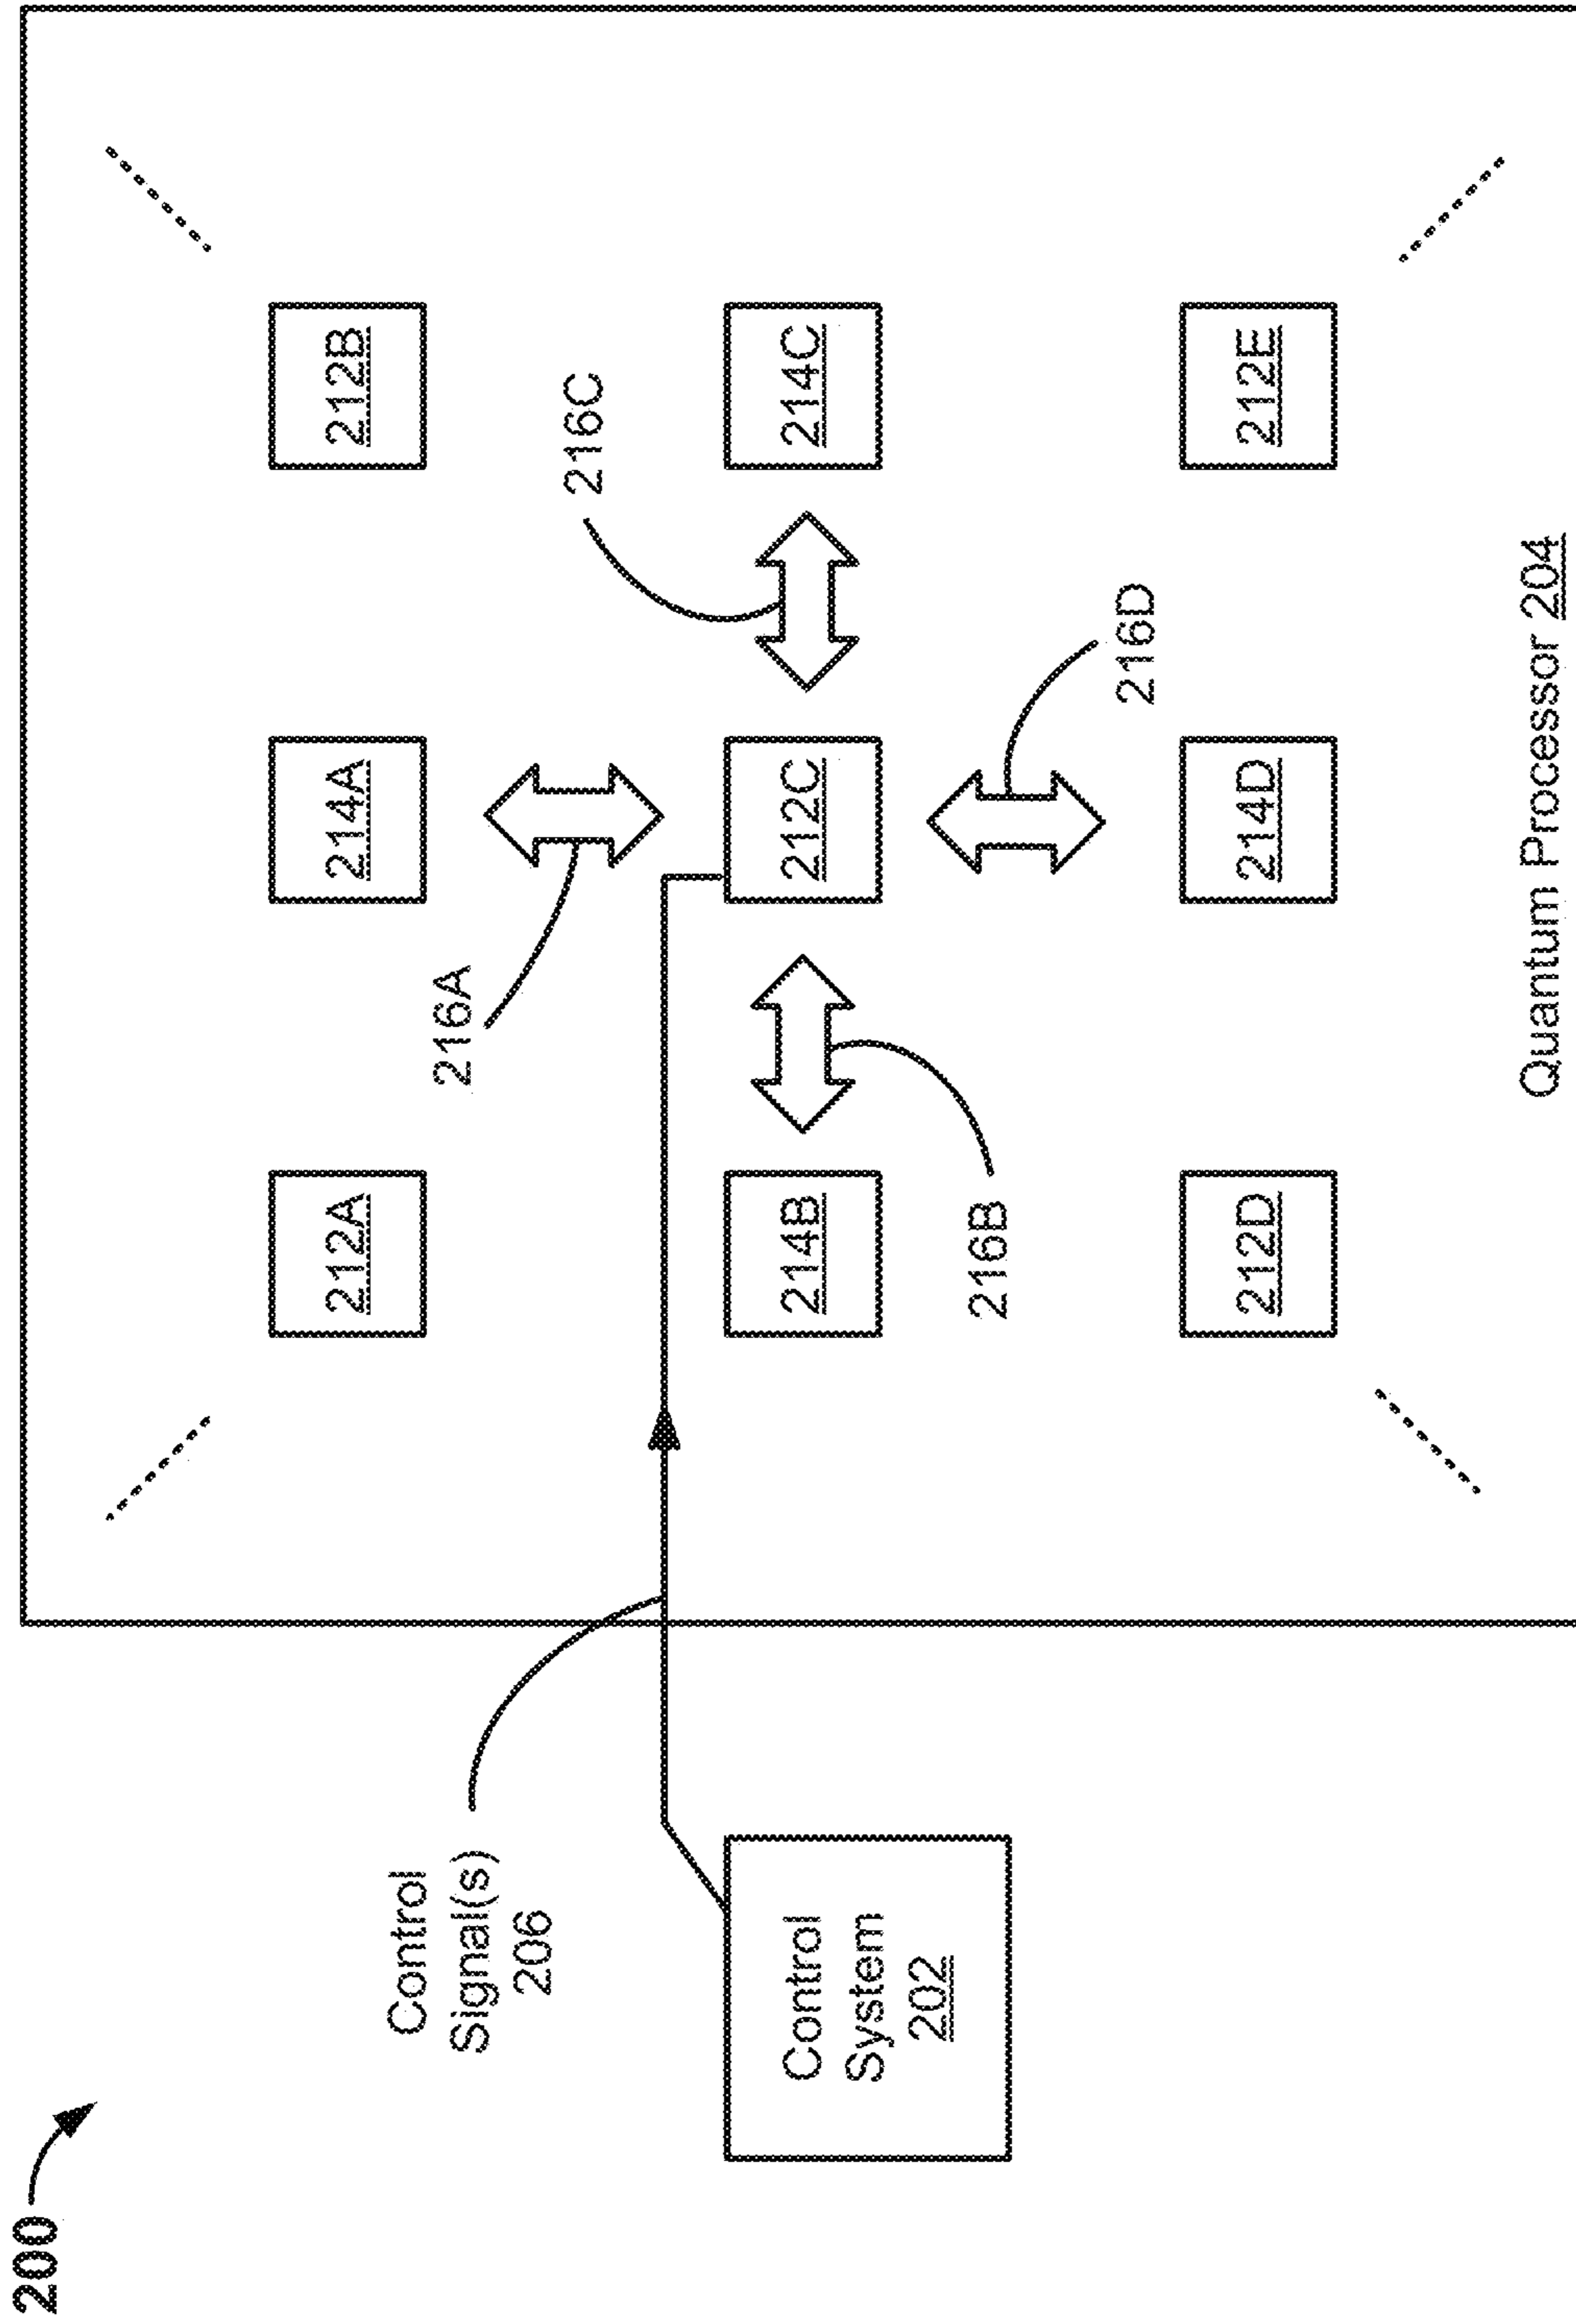 200
Control
Signal(s)
206
Control
System
202
212A
214A
212B
216A
216C
214B
212C
214C
216B
216D
212D
214D
212E
Quantum Processor 204